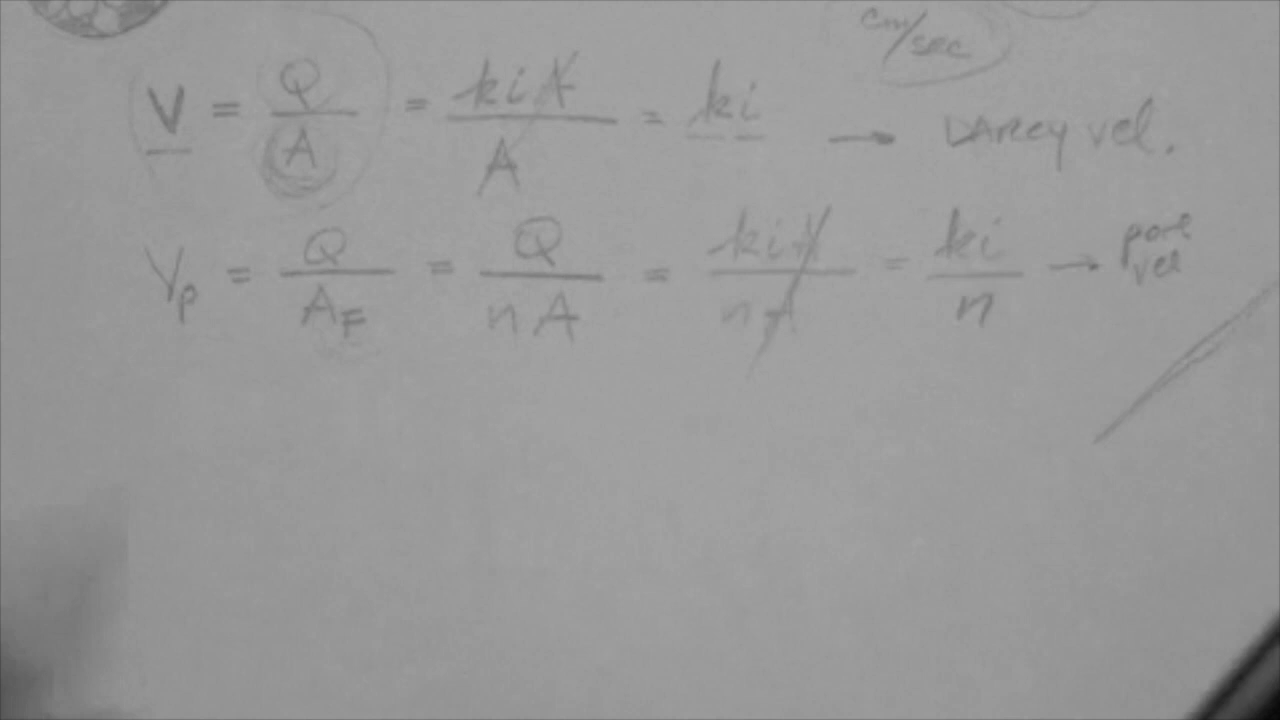 cm/sec
V = Q/A = kiA/A = ki → DARCY vel.
Vp = Q/AF = Q/nA = kiA/nA = ki/n → pore vel